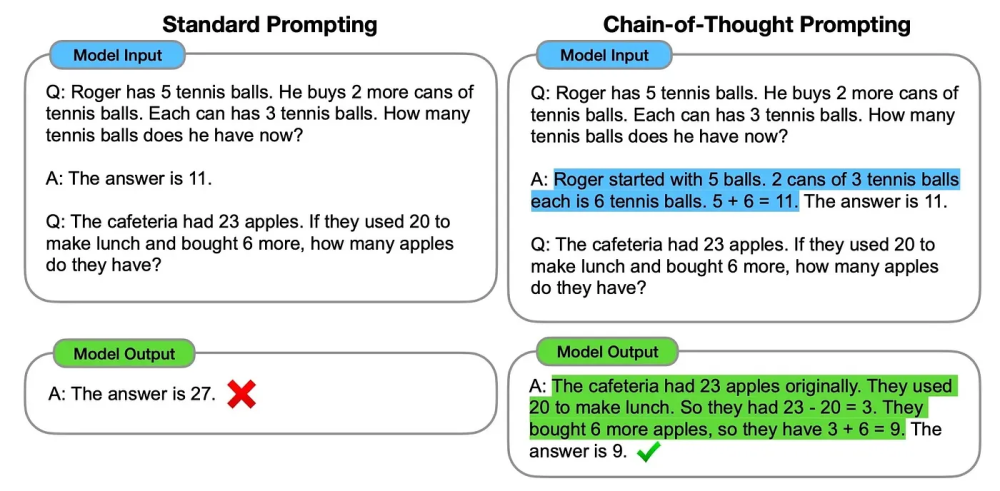 Standard Prompting
Model Input
Q: Roger has 5 tennis balls. He buys 2 more cans of
tennis balls. Each can has 3 tennis balls. How many
tennis balls does he have now?
A: The answer is 11.
Q: The cafeteria had 23 apples. If they used 20 to
make lunch and bought 6 more, how many apples
do they have?
Model Output
A: The answer is 27.
Chain-of-Thought Prompting
Model Input
Q: Roger has 5 tennis balls. He buys 2 more cans of
tennis balls. Each can has 3 tennis balls. How many
tennis balls does he have now?
A: Roger started with 5 balls. 2 cans of 3 tennis balls
each is 6 tennis balls. 5 + 6 = 11. The answer is 11.
Q: The cafeteria had 23 apples. If they used 20 to
make lunch and bought 6 more, how many apples
do they have?
Model Output
A: The cafeteria had 23 apples originally. They used
20 to make lunch. So they had 23 - 20 = 3. They
bought 6 more apples, so they have 3 + 6 = 9. The
answer is 9.